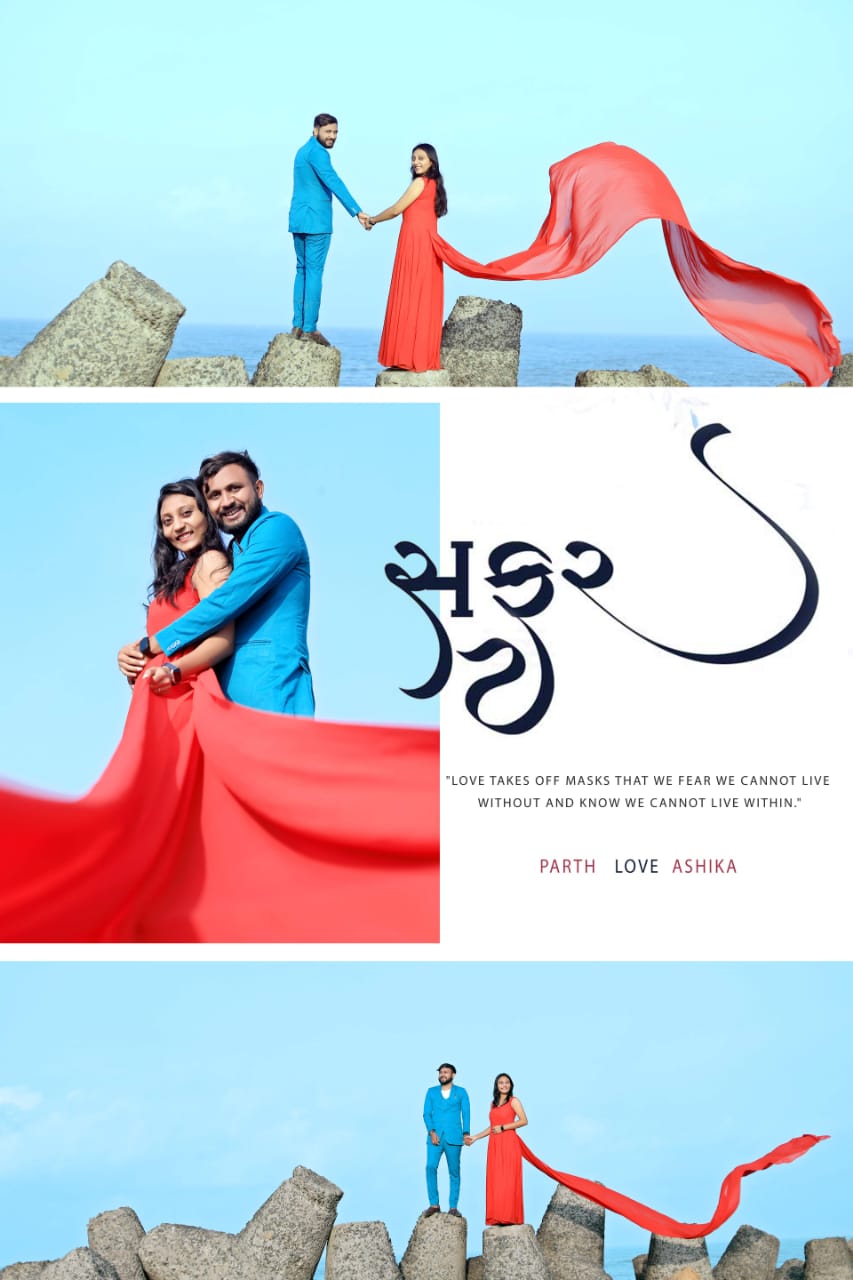 સફર
"LOVE TAKES OFF MASKS THAT WE FEAR WE CANNOT LIVE
WITHOUT AND KNOW WE CANNOT LIVE WITHIN."
PARTH LOVE ASHIKA